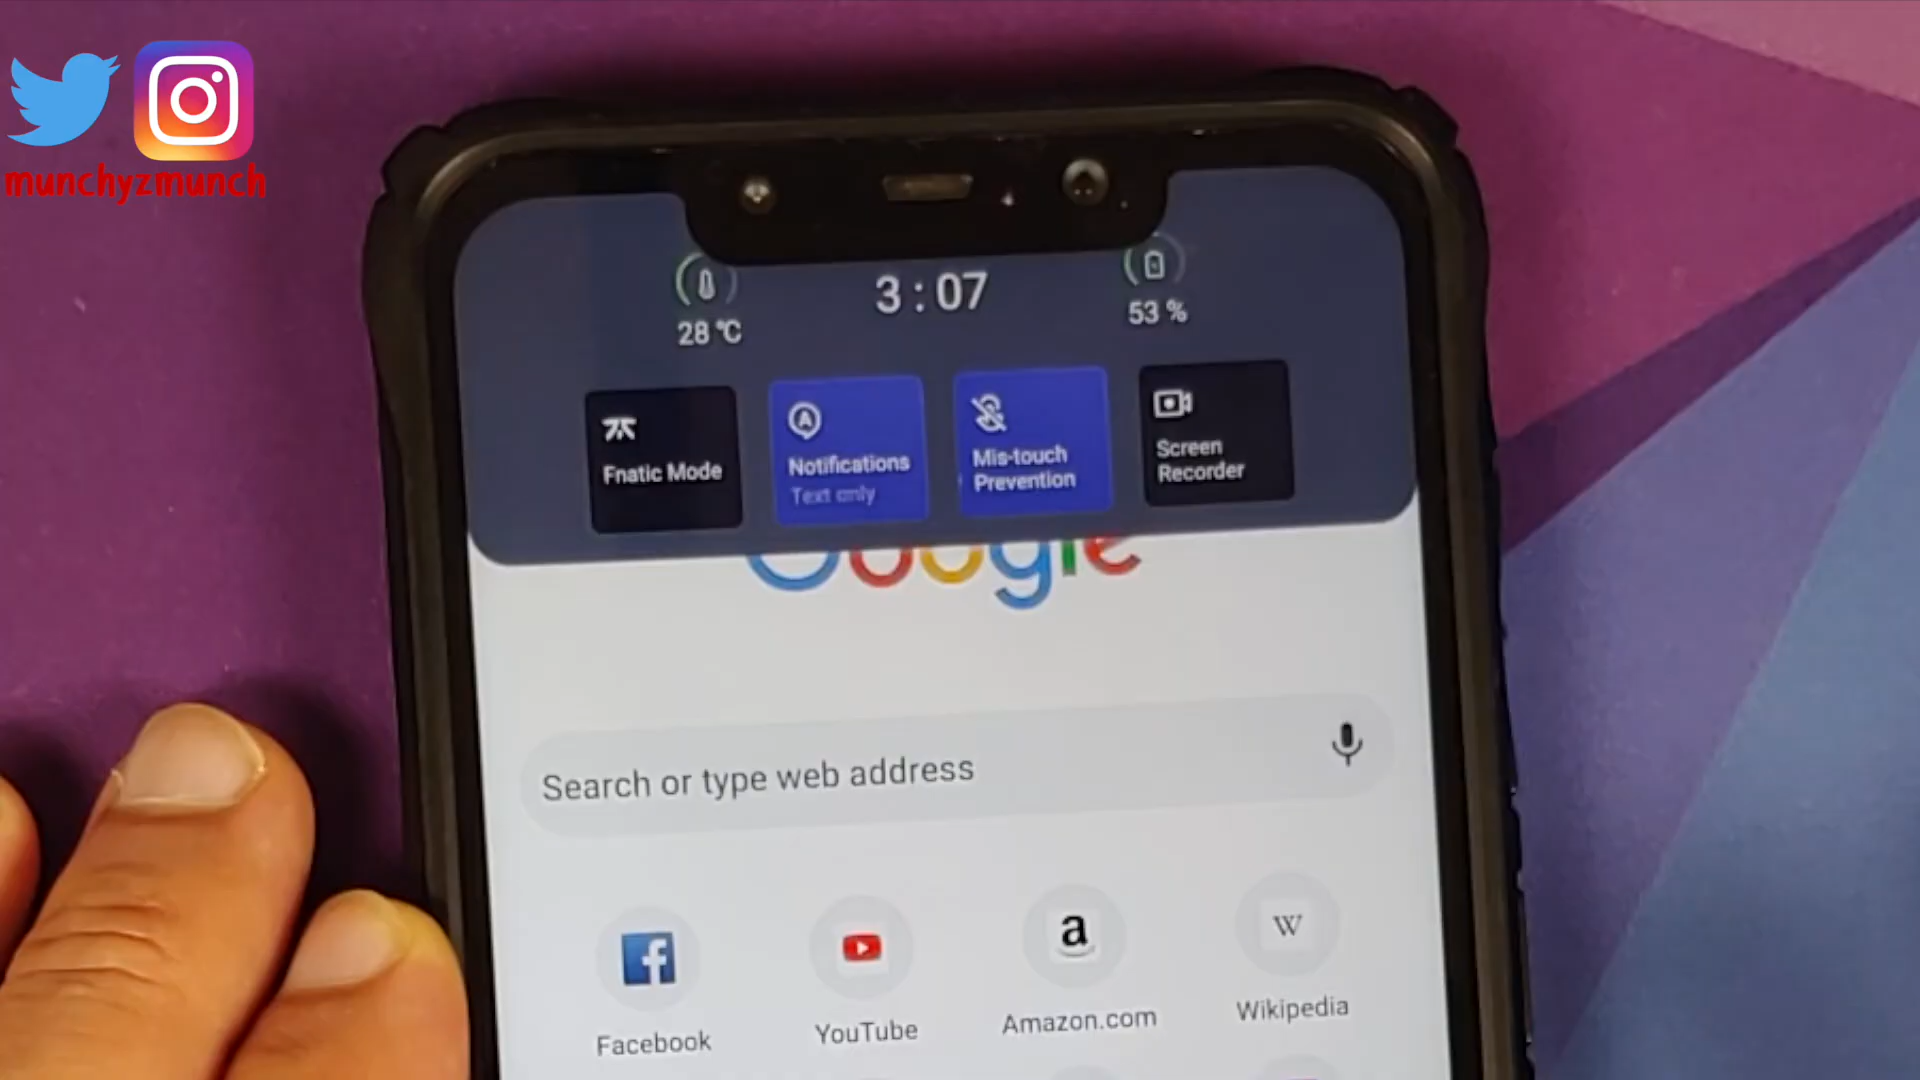 munchyzmunch
3 : 07
28 °C
53 %
Fnatic Mode
Notifications
Text only
Mis-touch
Prevention
Screen
Recorder
Google
Search or type web address
Facebook
YouTube
a
Amazon.com
W
Wikipedia